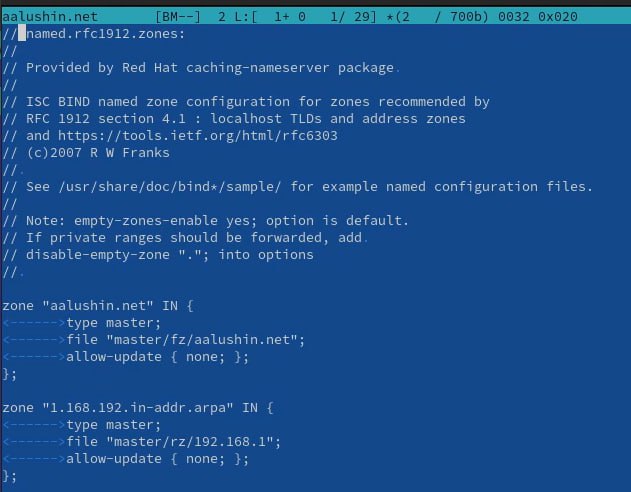 aalushin.net [BM--] 2 L:[ 1+ 0 1/ 29] *(2 / 700b) 0032 0x020
// named.rfc1912.zones:
//
// Provided by Red Hat caching-nameserver package.
//
// ISC BIND named zone configuration for zones recommended by
// RFC 1912 section 4.1 : localhost TLDs and address zones
// and https://tools.ietf.org/html/rfc6303
// (c)2007 R W Franks
//.
// See /usr/share/doc/bind*/sample/ for example named configuration files.
//
// Note: empty-zones-enable yes; option is default.
// If private ranges should be forwarded, add.
// disable-empty-zone "."; into options
//.
zone "aalushin.net" IN {
<------>type master;
<------>file "master/fz/aalushin.net";
<------>allow-update { none; };
};
zone "1.168.192.in-addr.arpa" IN {
<------>type master;
<------>file "master/rz/192.168.1";
<------>allow-update { none; };
};